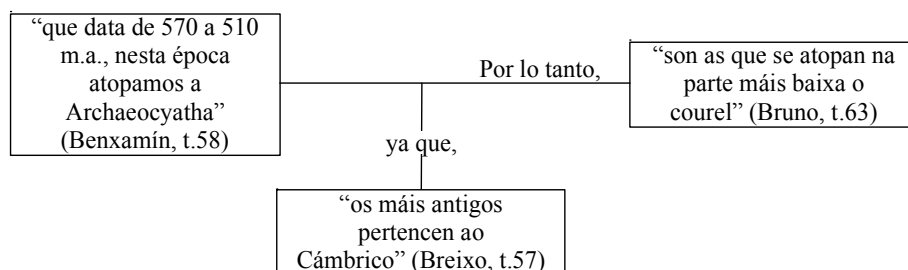 “que data de 570 a 510
m.a., nesta época
atopamos a
Archaeocyatha”
(Benxamín, t.58)
Por lo tanto,
“son as que se atopan na
parte máis baixa o
courel” (Bruno, t.63)
ya que,
“os máis antigos
pertencen ao
Cámbrico” (Breixo, t.57)